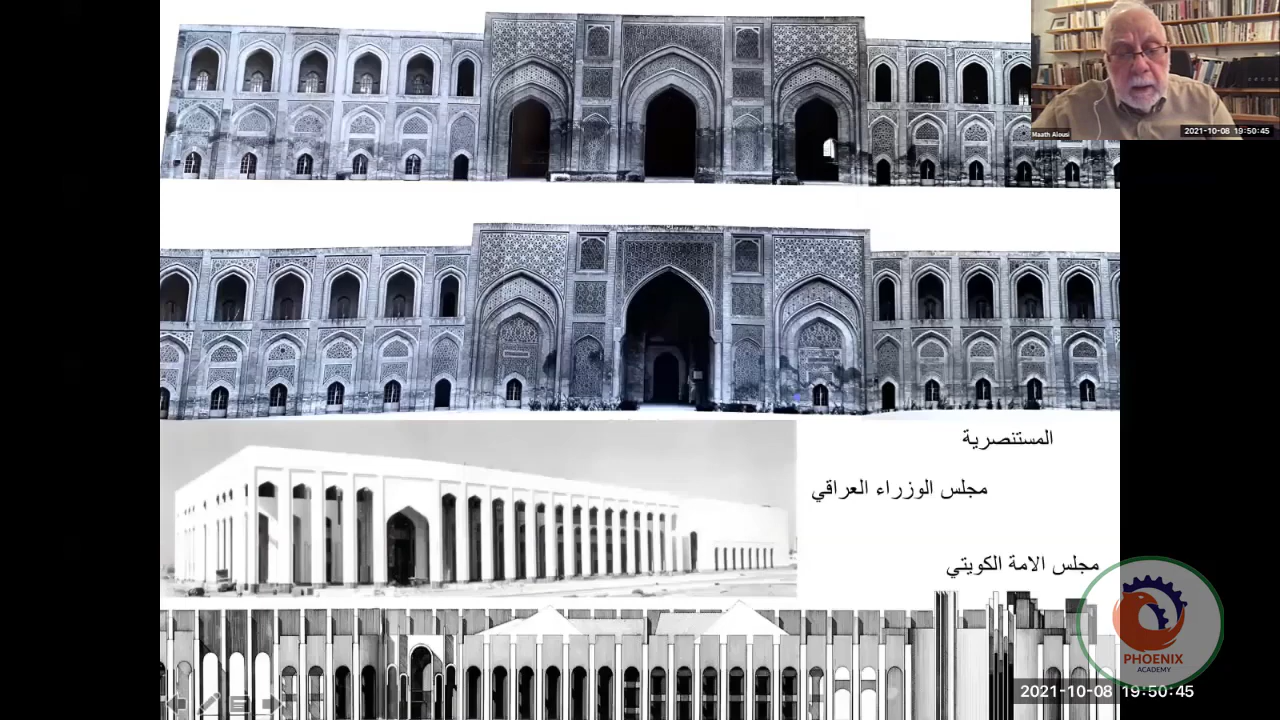 Maath Alousi
2021-10-08 19:50:45
المستنصرية
مجلس الوزراء العراقي
مجلس الامة الكويتي
PHOENIX
ACADEMY
2021-10-08 19:50:45